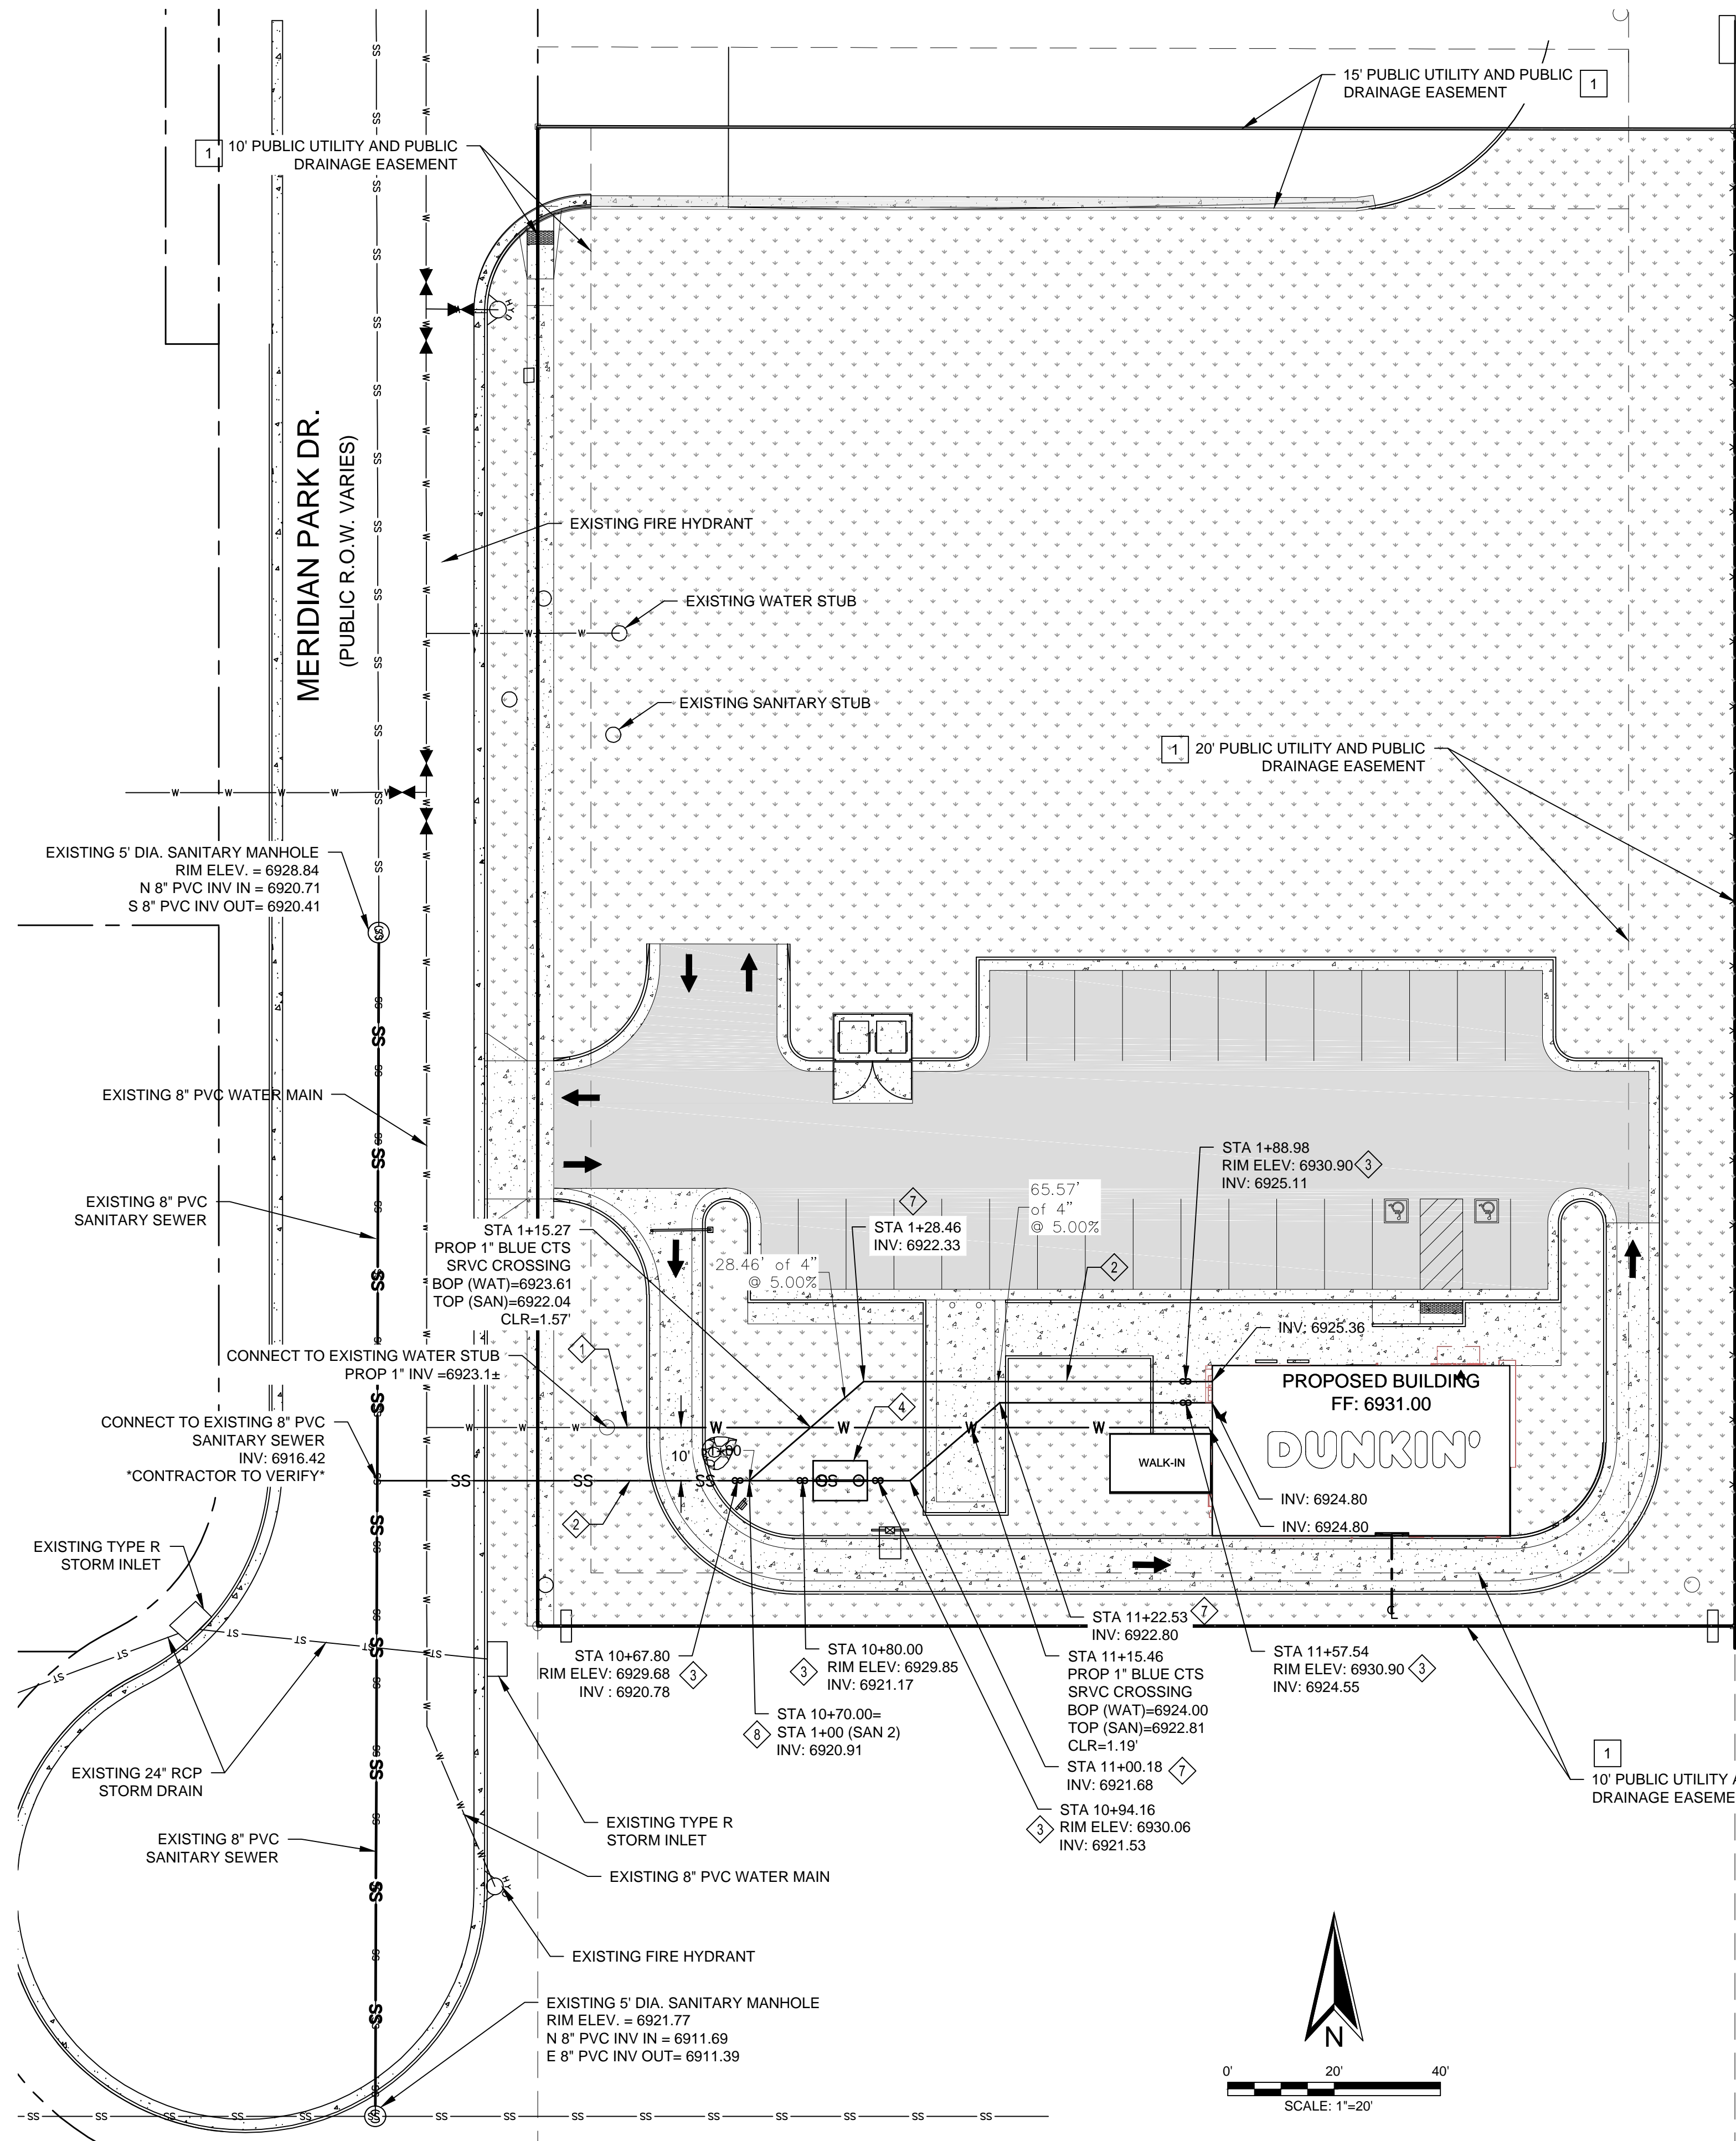 15' PUBLIC UTILITY AND PUBLIC
DRAINAGE EASEMENT
1
1
10' PUBLIC UTILITY AND PUBLIC
DRAINAGE EASEMENT
HYD
MERIDIAN PARK DR.
(PUBLIC R.O.W. VARIES)
EXISTING FIRE HYDRANT
EXISTING WATER STUB
EXISTING SANITARY STUB
1
20' PUBLIC UTILITY AND PUBLIC
DRAINAGE EASEMENT
EXISTING 5' DIA. SANITARY MANHOLE
RIM ELEV. = 6928.84
N 8" PVC INV IN = 6920.71
S 8" PVC INV OUT= 6920.41
EXISTING 8" PVC WATER MAIN
EXISTING 8" PVC
SANITARY SEWER
STA 1+15.27
PROP 1" BLUE CTS
SRVC CROSSING
BOP (WAT)=6923.61
TOP (SAN)=6922.04
CLR=1.57'
7
STA 1+28.46
INV: 6922.33
28.46' of 4"
@ 5.00%
65.57'
of 4"
@ 5.00%
STA 1+88.98
RIM ELEV: 6930.90
INV: 6925.11
3
2
1
CONNECT TO EXISTING WATER STUB
PROP 1" INV =6923.1±
CONNECT TO EXISTING 8" PVC
SANITARY SEWER
INV: 6916.42
*CONTRACTOR TO VERIFY*
INV: 6925.36
PROPOSED BUILDING
FF: 6931.00
DUNKIN'
WALK-IN
INV: 6924.80
INV: 6924.80
4
10'
1+00
W W W W
SS SS SS
2
EXISTING TYPE R
STORM INLET
STA 10+67.80
RIM ELEV: 6929.68
INV : 6920.78
3
3
STA 10+80.00
RIM ELEV: 6929.85
INV: 6921.17
8
STA 10+70.00=
STA 1+00 (SAN 2)
INV: 6920.91
STA 11+22.53
INV: 6922.80
7
STA 11+15.46
PROP 1" BLUE CTS
SRVC CROSSING
BOP (WAT)=6924.00
TOP (SAN)=6922.81
CLR=1.19'
STA 11+57.54
RIM ELEV: 6930.90
INV: 6924.55
3
STA 11+00.18
INV: 6921.68
7
3
STA 10+94.16
RIM ELEV: 6930.06
INV: 6921.53
1
10' PUBLIC UTILITY
DRAINAGE
EXISTING 24" RCP
STORM DRAIN
EXISTING TYPE R
STORM INLET
EXISTING 8" PVC
SANITARY SEWER
EXISTING 8" PVC WATER MAIN
HYD
EXISTING FIRE HYDRANT
EXISTING 5' DIA. SANITARY MANHOLE
RIM ELEV. = 6921.77
N 8" PVC INV IN = 6911.69
E 8" PVC INV OUT= 6911.39
N
0' 20' 40'
SCALE: 1"=20'